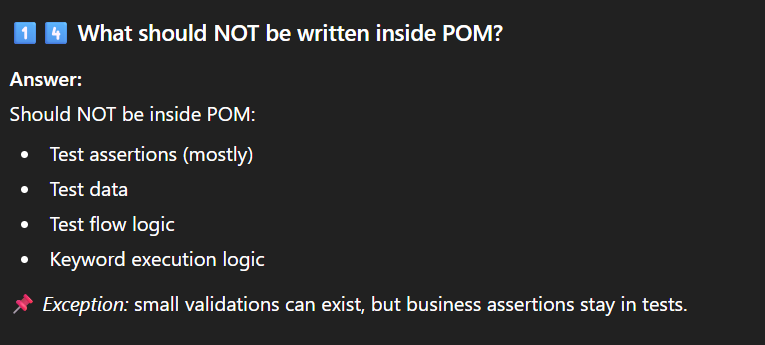 1️⃣4️⃣ What should NOT be written inside POM?
Answer:
Should NOT be inside POM:
• Test assertions (mostly)
• Test data
• Test flow logic
• Keyword execution logic
📌 Exception: small validations can exist, but business assertions stay in tests.